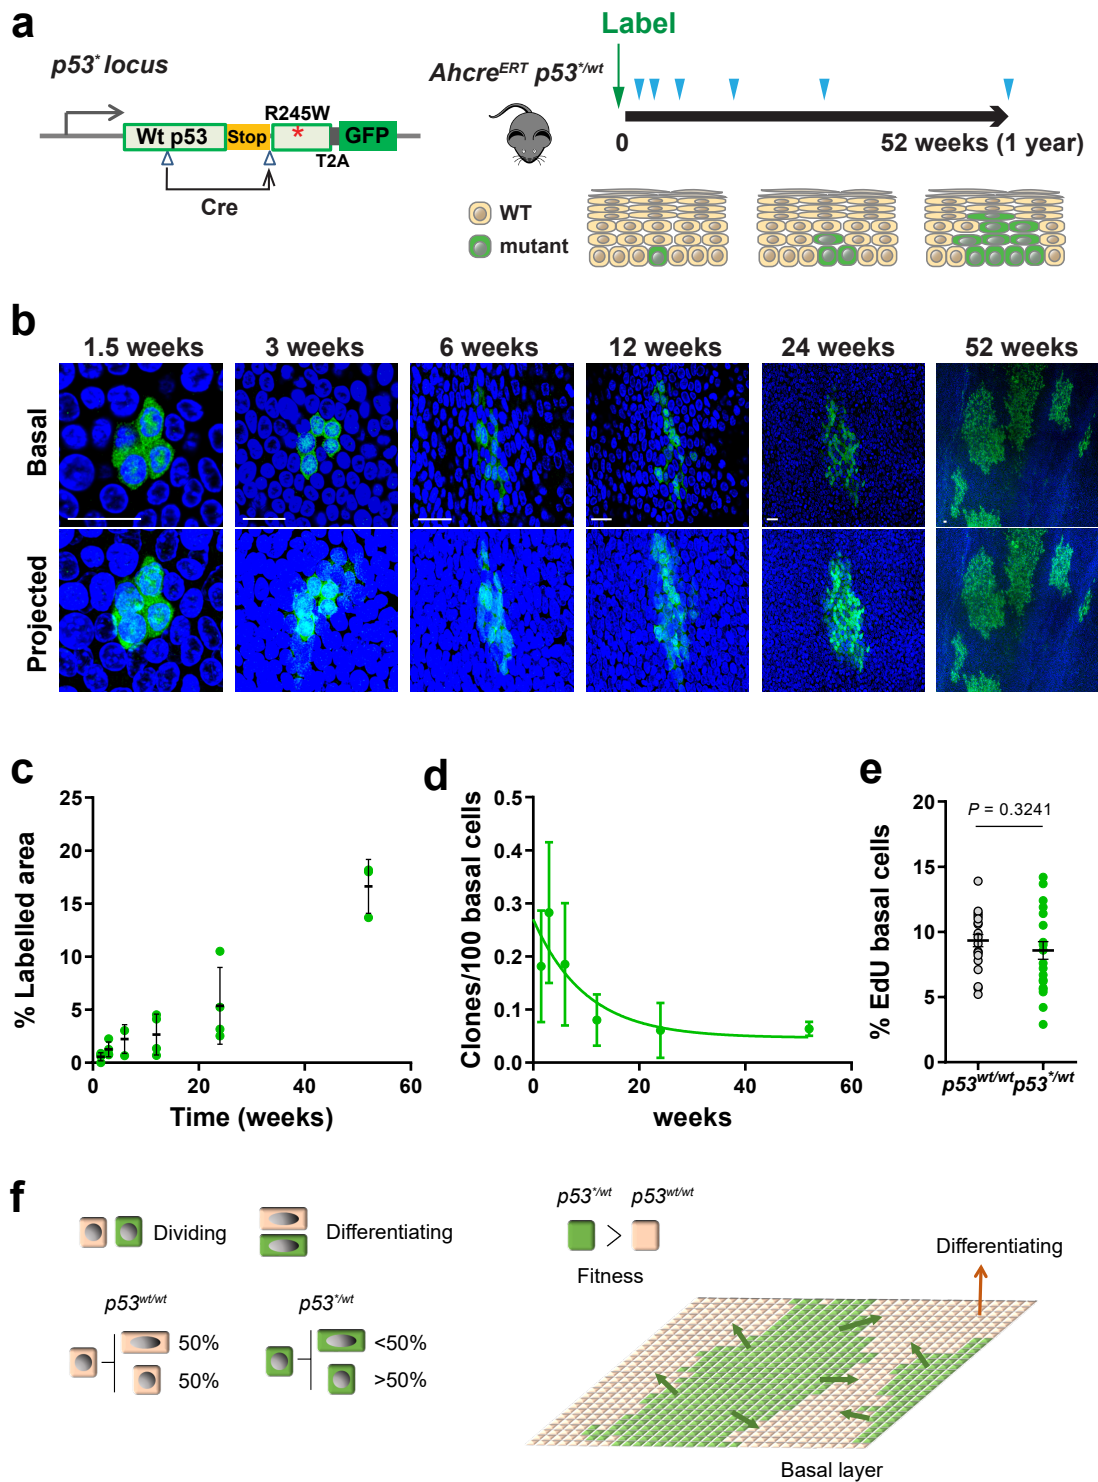 a
p53* locus
R245W
Wt p53
Stop
*
GFP
T2A
Cre
Label
AhcreERT p53*/wt
0
52 weeks (1 year)
WT
mutant
b
1.5 weeks
3 weeks
6 weeks
12 weeks
24 weeks
52 weeks
Basal
Projected
c
% Labelled area
25
20
15
10
5
0
0
20
40
60
Time (weeks)
d
Clones/100 basal cells
0.5
0.4
0.3
0.2
0.1
0.0
0
20
40
60
weeks
e
% EdU basal cells
20
15
10
5
0
P = 0.3241
p53wt/wt
p53*/wt
f
Dividing
Differentiating
p53wt/wt
50%
50%
p53*/wt
<50%
>50%
p53*/wt
p53wt/wt
>
Fitness
Differentiating
Basal layer